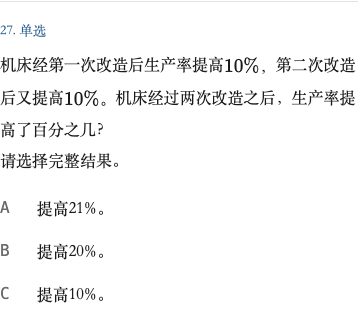 27. 单选
机床经第一次改造后生产率提高10%，第二次改造
后又提高10%。机床经过两次改造之后，生产率提
高了百分之几?
请选择完整结果。
A 提高21%。
B 提高20%。
C 提高10%。